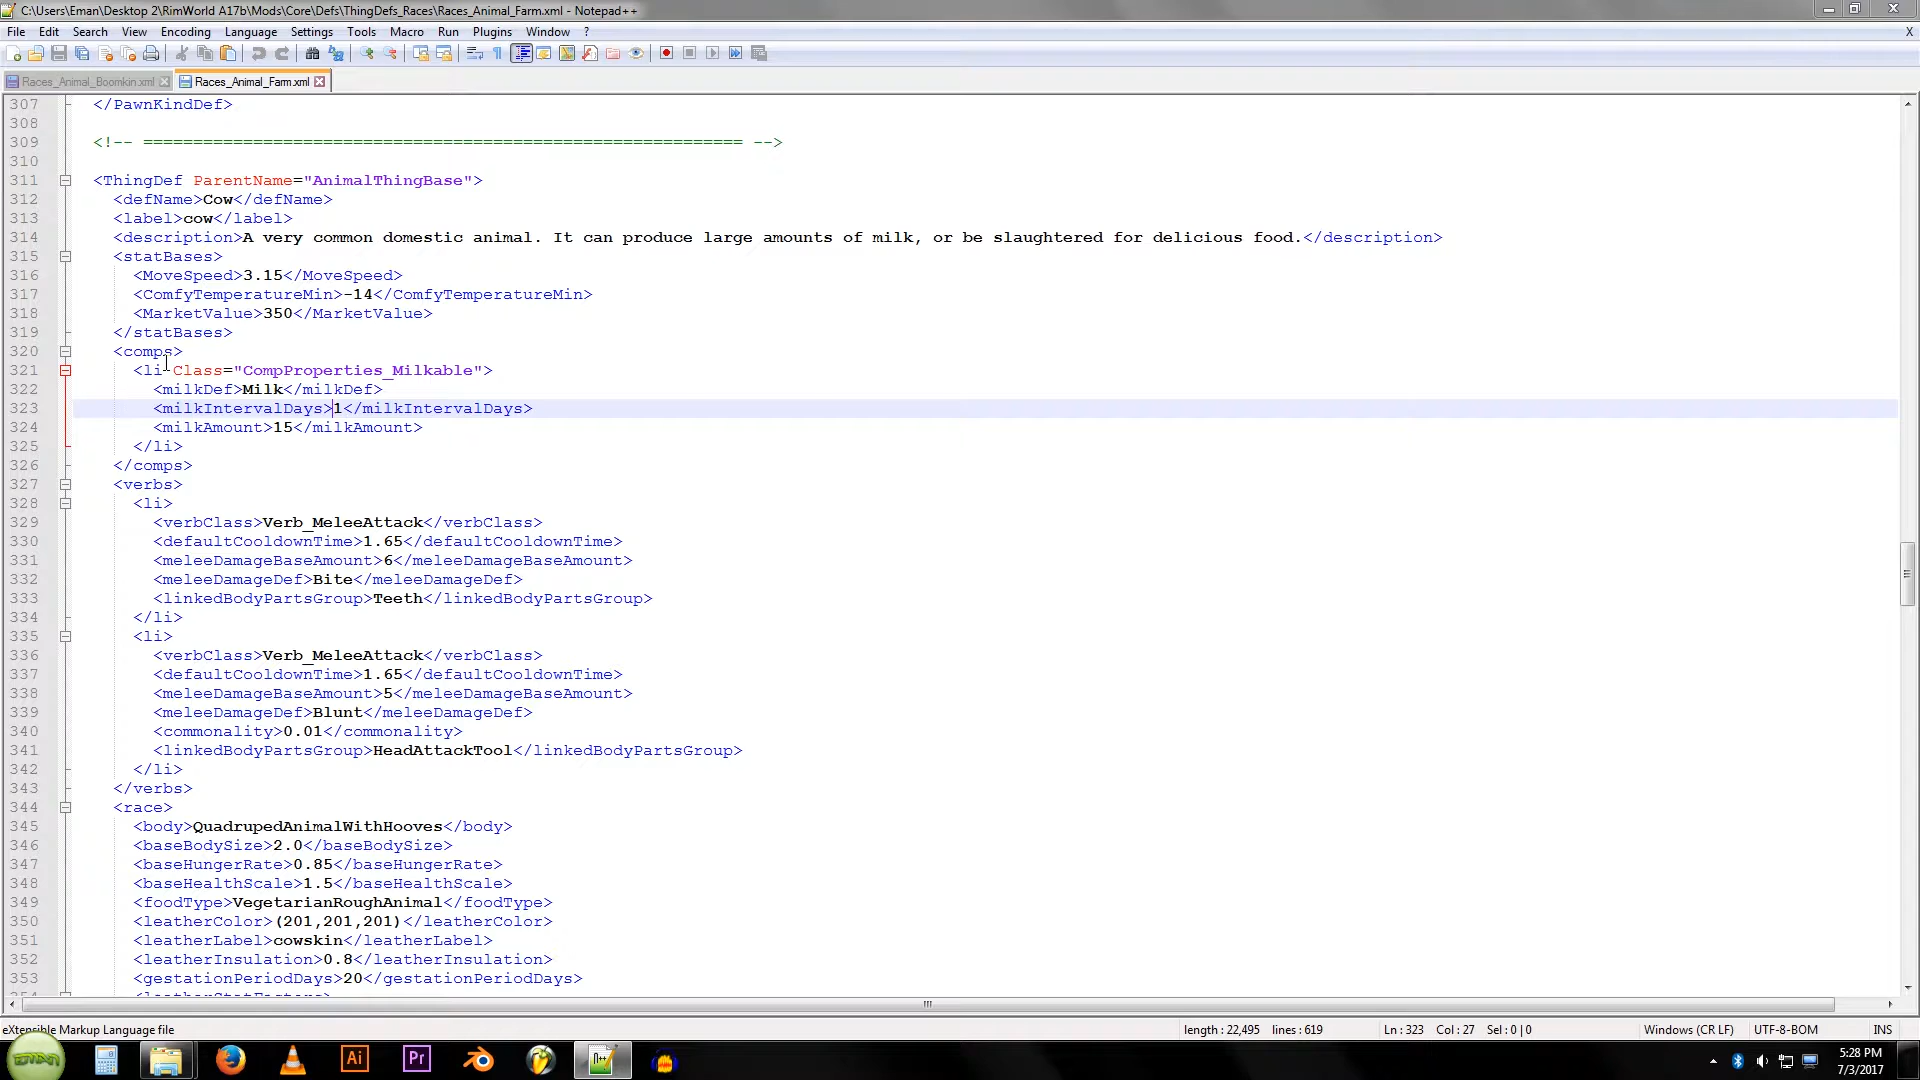 C:\Users\Eman\Desktop 2\RimWorld A17b\Mods\Core\Defs\ThingDefs_Races\Races_Animal_Farm.xml - Notepad++
File Edit Search View Encoding Language Settings Tools Macro Run Plugins Window ? X
Races_Animal_Boomkin.xml Races_Animal_Farm.xml
307 </PawnKindDef>
308
309 <!-- ============================================================ -->
310
311 <ThingDef ParentName="AnimalThingBase">
312 <defName>Cow</defName>
313 <label>cow</label>
314 <description>A very common domestic animal. It can produce large amounts of milk, or be slaughtered for delicious food.</description>
315 <statBases>
316 <MoveSpeed>3.15</MoveSpeed>
317 <ComfyTemperatureMin>-14</ComfyTemperatureMin>
318 <MarketValue>350</MarketValue>
319 </statBases>
320 <comps>
321 <li Class="CompProperties_Milkable">
322 <milkDef>Milk</milkDef>
323 <milkIntervalDays>1</milkIntervalDays>
324 <milkAmount>15</milkAmount>
325 </li>
326 </comps>
327 <verbs>
328 <li>
329 <verbClass>Verb_MeleeAttack</verbClass>
330 <defaultCooldownTime>1.65</defaultCooldownTime>
331 <meleeDamageBaseAmount>6</meleeDamageBaseAmount>
332 <meleeDamageDef>Bite</meleeDamageDef>
333 <linkedBodyPartsGroup>Teeth</linkedBodyPartsGroup>
334 </li>
335 <li>
336 <verbClass>Verb_MeleeAttack</verbClass>
337 <defaultCooldownTime>1.65</defaultCooldownTime>
338 <meleeDamageBaseAmount>5</meleeDamageBaseAmount>
339 <meleeDamageDef>Blunt</meleeDamageDef>
340 <commonality>0.01</commonality>
341 <linkedBodyPartsGroup>HeadAttackTool</linkedBodyPartsGroup>
342 </li>
343 </verbs>
344 <race>
345 <body>QuadrupedAnimalWithHooves</body>
346 <baseBodySize>2.0</baseBodySize>
347 <baseHungerRate>0.85</baseHungerRate>
348 <baseHealthScale>1.5</baseHealthScale>
349 <foodType>VegetarianRoughAnimal</foodType>
350 <leatherColor>(201,201,201)</leatherColor>
351 <leatherLabel>cowskin</leatherLabel>
352 <leatherInsulation>0.8</leatherInsulation>
353 <gestationPeriodDays>20</gestationPeriodDays>
354 <leatherStatFactors>
eXtensible Markup Language file length : 22,495 lines : 619 Ln : 323 Col : 27 Sel : 0 | 0 Windows (CR LF) UTF-8-BOM INS
EMAN Ai Pr 5:28 PM
7/3/2017